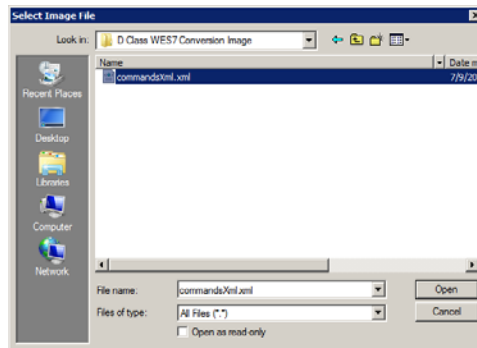 Select Image File
Look in: D Class WES7 Conversion Image
Name Date m
commandsXml.xml 7/9/20
Recent Places
Desktop
Libraries
Computer
Network
File name: commandsXml.xml Open
Files of type: All Files (*.*) Cancel
Open as read-only